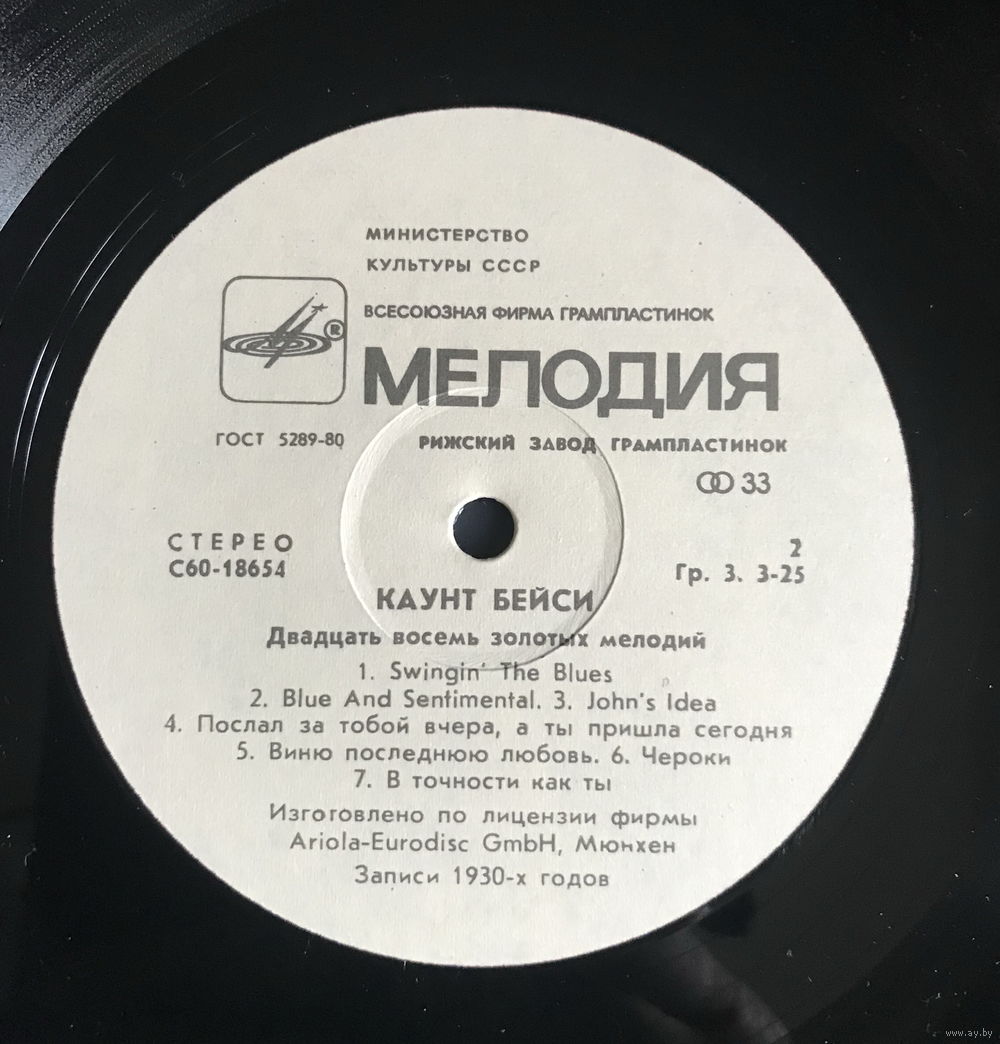 МИНИСТЕРСТВО
КУЛЬТУРЫ СССР
ВСЕСОЮЗНАЯ ФИРМА ГРАМПЛАСТИНОК
®
МЕЛОДИЯ
ГОСТ 5289-80
РИЖСКИЙ ЗАВОД ГРАМПЛАСТИНОК
33
СТЕРЕО
2
С60-18654
Гр. 3. 3-25
КАУНТ БЕЙСИ
Двадцать восемь золотых мелодий
1. Swingin' The Blues
2. Blue And Sentimental. 3. John's Idea
4. Послал за тобой вчера, а ты пришла сегодня
5. Виню последнюю любовь. 6. Чероки
7. В точности как ты
Изготовлено по лицензии фирмы
Ariola-Eurodisc GmbH, Мюнхен
Записи 1930-х годов
www.ay.by